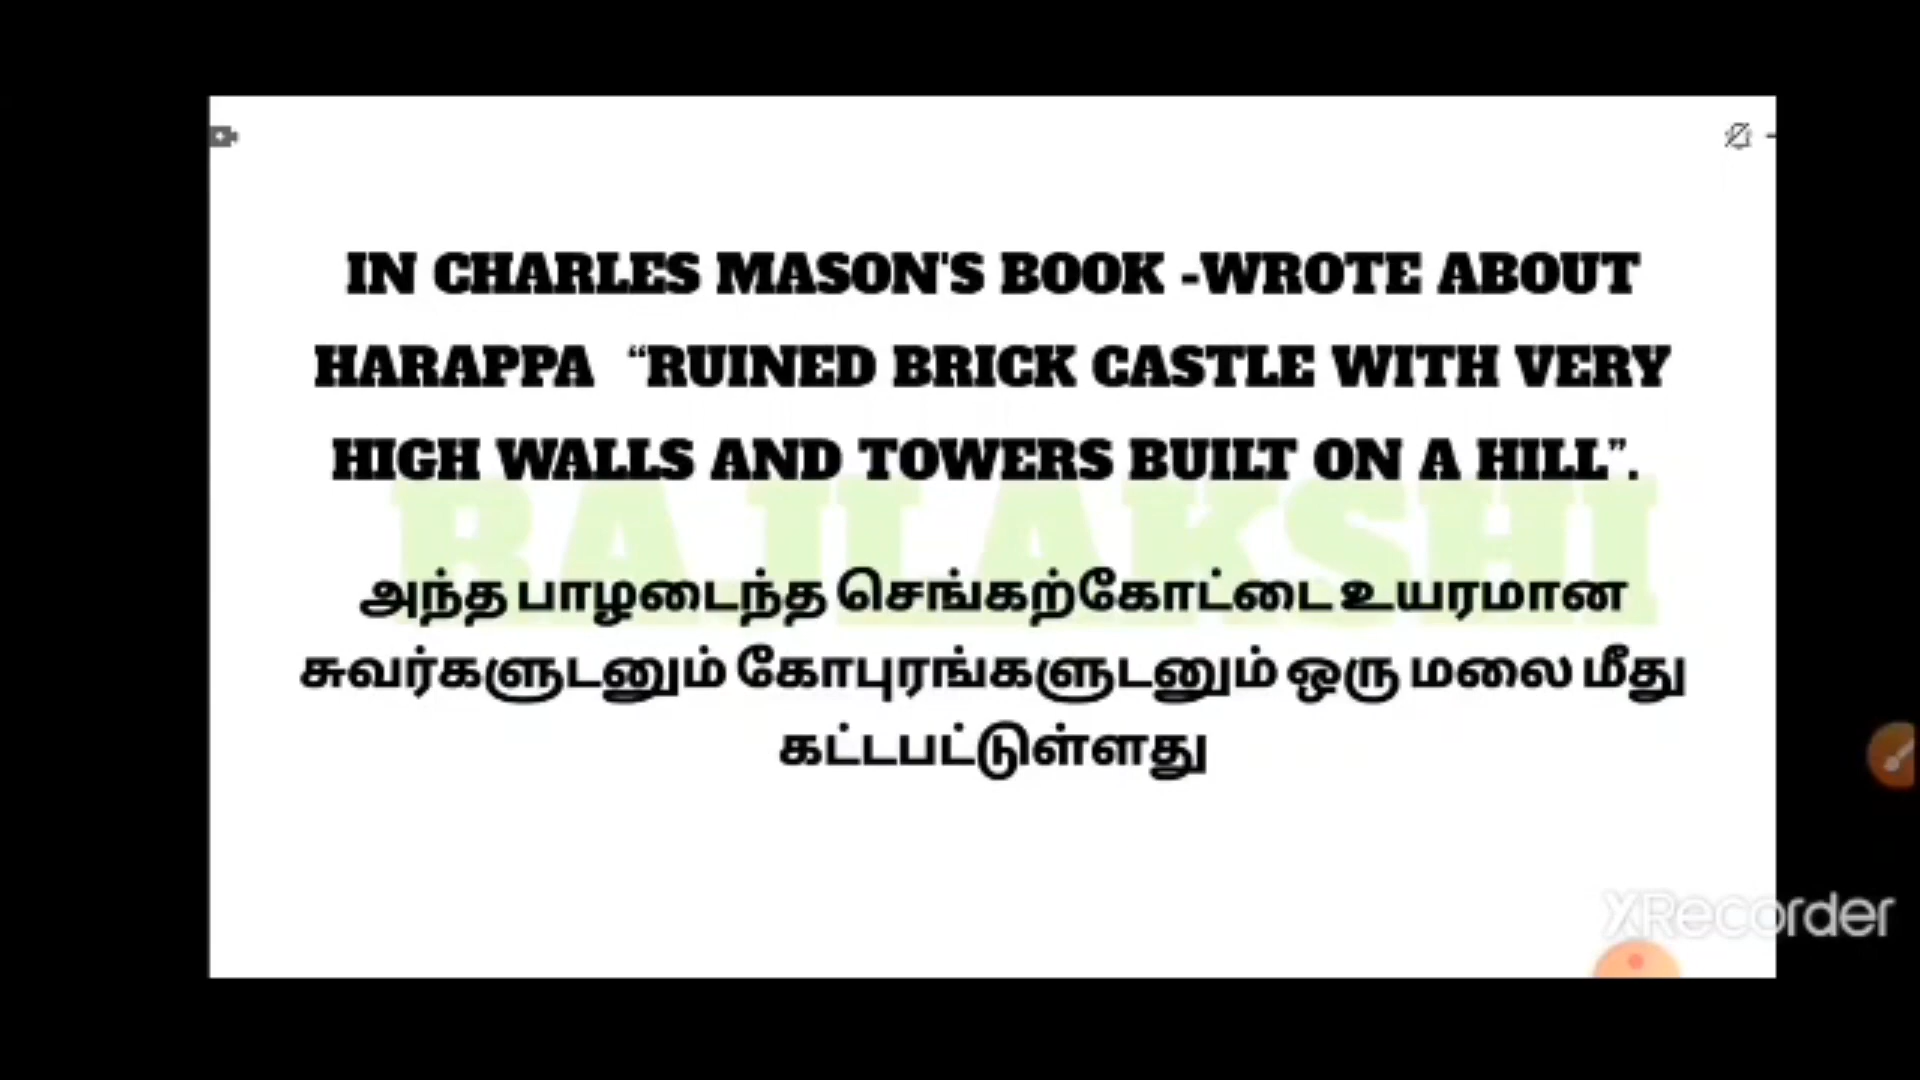 IN CHARLES MASON'S BOOK -WROTE ABOUT
HARAPPA “RUINED BRICK CASTLE WITH VERY
HIGH WALLS AND TOWERS BUILT ON A HILL”.
RAJLAKSHI
அந்த பாழடைந்த செங்கற்கோட்டை உயரமான
சுவர்களுடனும் கோபுரங்களுடனும் ஒரு மலை மீது
கட்டபட்டுள்ளது
XRecorder